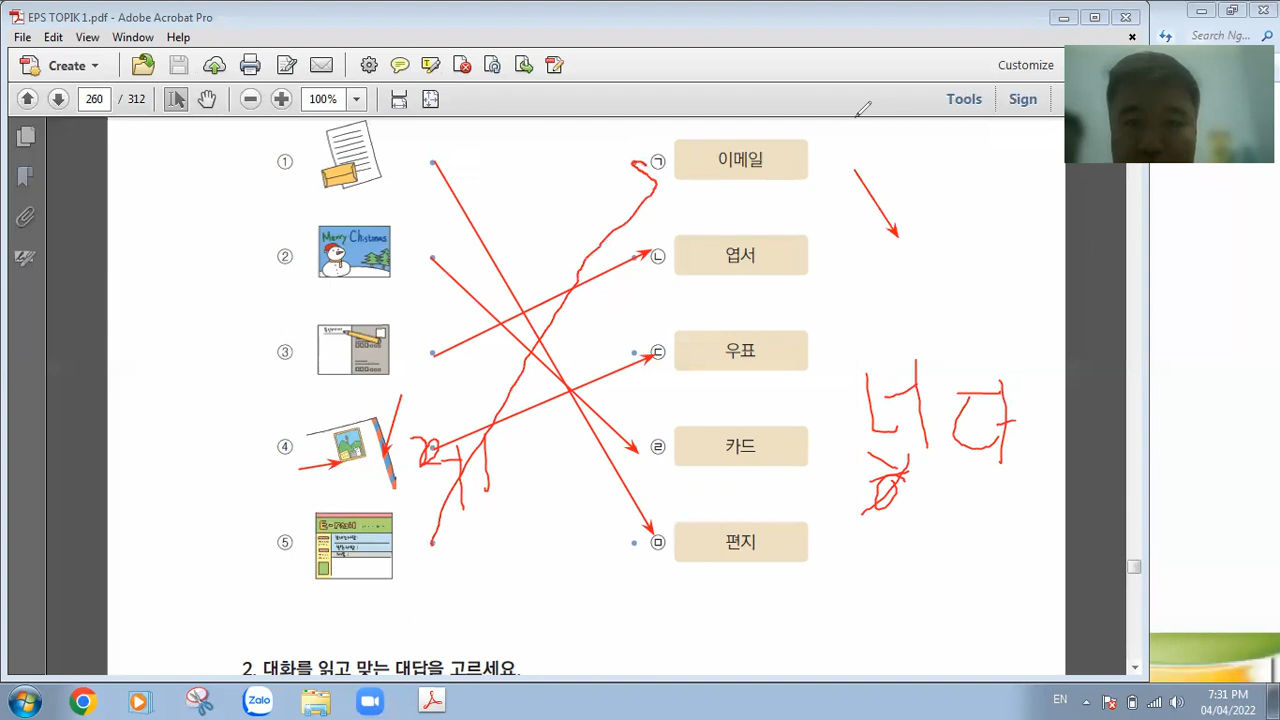 EPS TOPIK 1.pdf - Adobe Acrobat Pro
Search Ng...
File Edit View Window Help
Create
Customize
260 / 312
100%
Tools Sign
① ㉠ 이메일
Merry Christmas
② ㉡ 엽서
③ ㉢ 우표
④ ㉣ 카드
E-mail
⑤ ㉤ 편지
2. 대화를 읽고 맞는 대답을 고르세요.
Zalo
EN
7:31 PM
04/04/2022